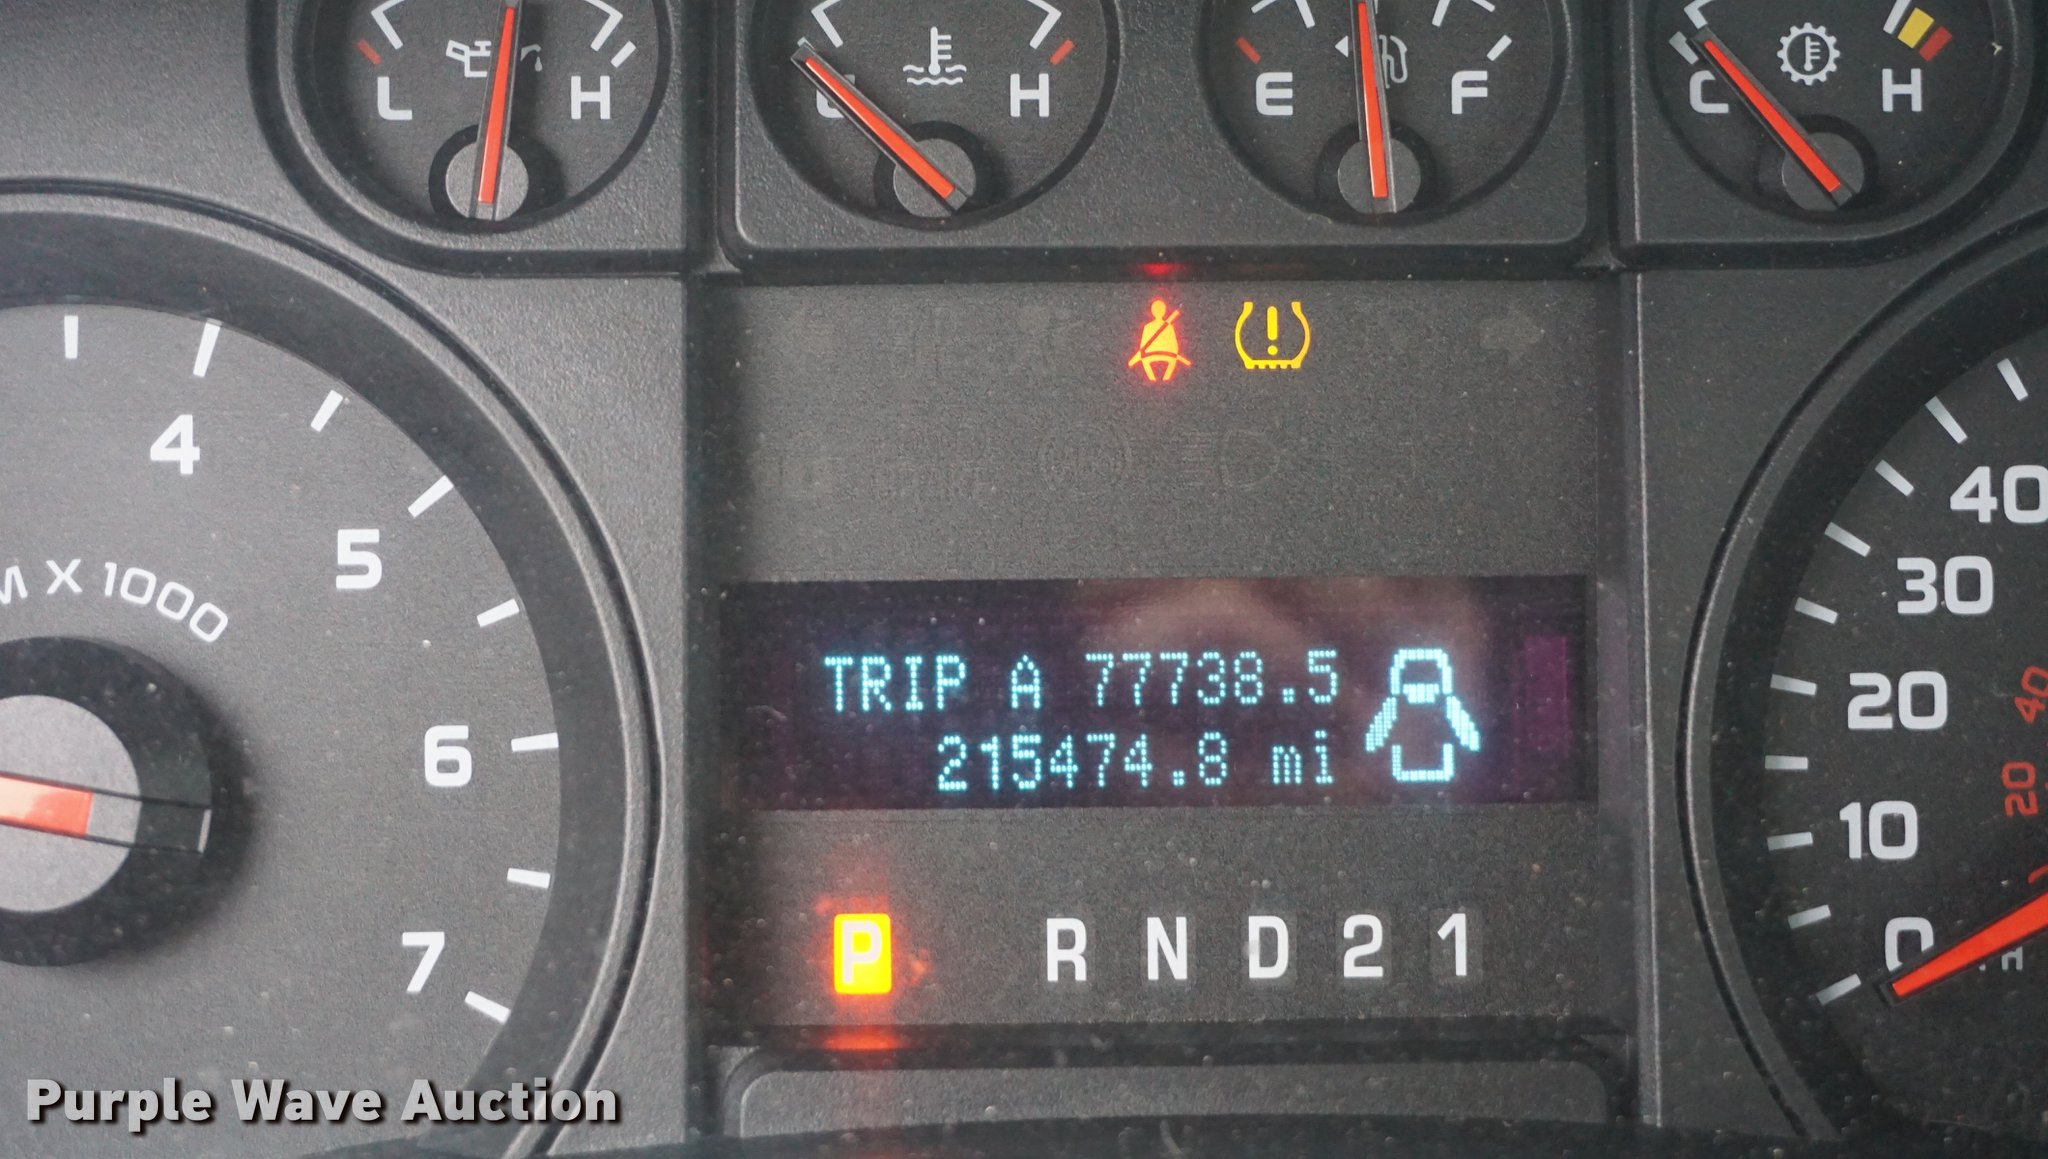 L H
C H
E F
C H
4
5
6
7
M X 1000
TRIP A 77738.5
215474.8 mi
P R N D 2 1
40
30
20
10
0
40
20
Purple Wave Auction